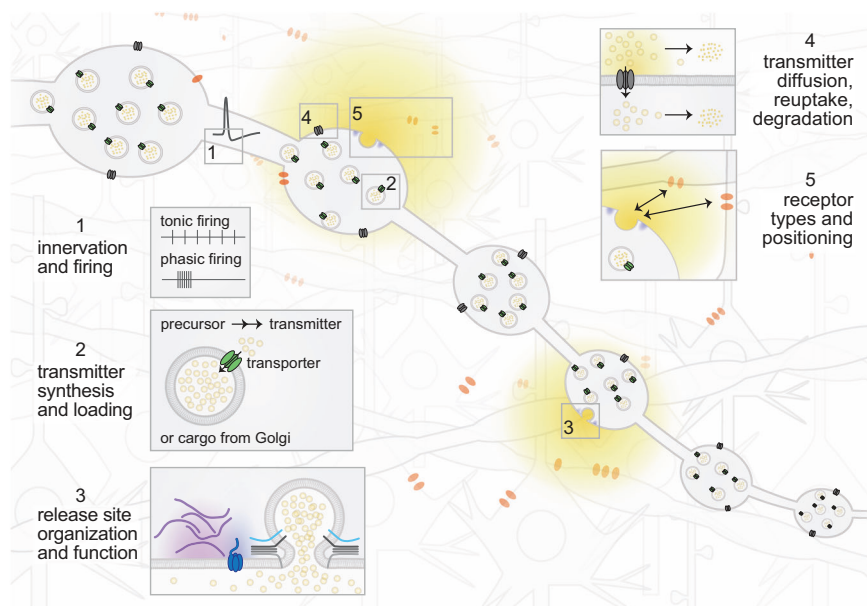 4
transmitter
diffusion,
reuptake,
degradation
4
5
1
2
5
receptor
types and
positioning
1
innervation
and firing
tonic firing
phasic firing
2
transmitter
synthesis
and loading
precursor transmitter
transporter
or cargo from Golgi
3
3
release site
organization
and function